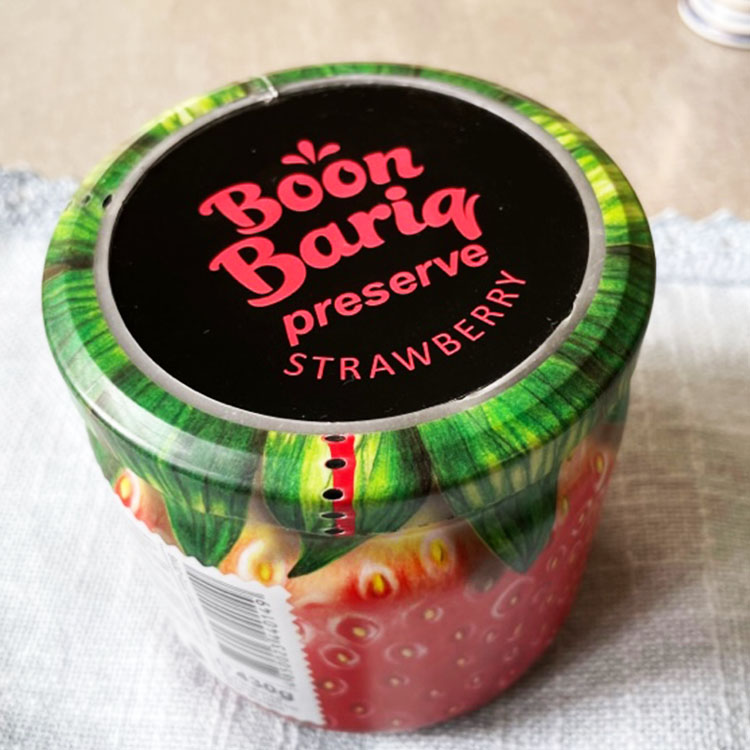 Boon
Bariq
preserve
STRAWBERRY
430g